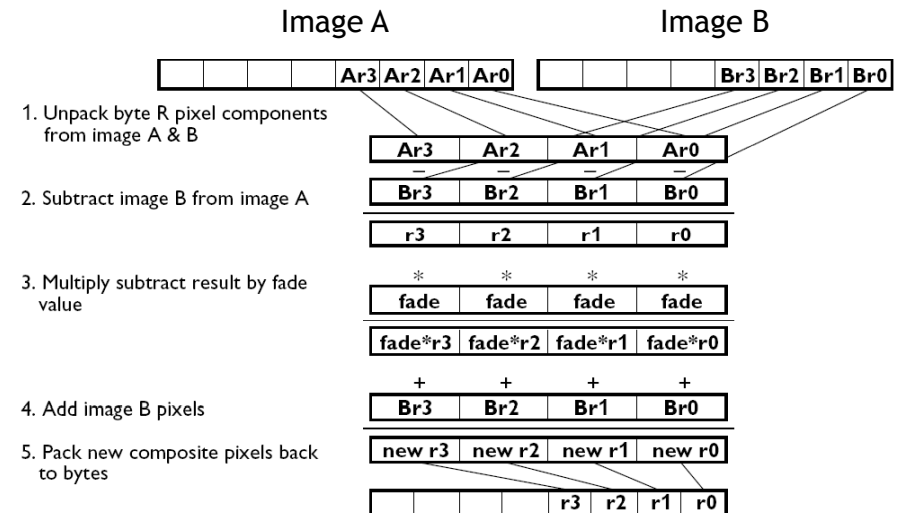 Image A Image B
Ar3 Ar2 Ar1 Ar0 Br3 Br2 Br1 Br0
1. Unpack byte R pixel components
from image A & B
Ar3 Ar2 Ar1 Ar0
– – – –
2. Subtract image B from image A
Br3 Br2 Br1 Br0
r3 r2 r1 r0
3. Multiply subtract result by fade
value
* * * *
fade fade fade fade
fade*r3 fade*r2 fade*r1 fade*r0
+ + + +
4. Add image B pixels
Br3 Br2 Br1 Br0
5. Pack new composite pixels back
to bytes
new r3 new r2 new r1 new r0
r3 r2 r1 r0